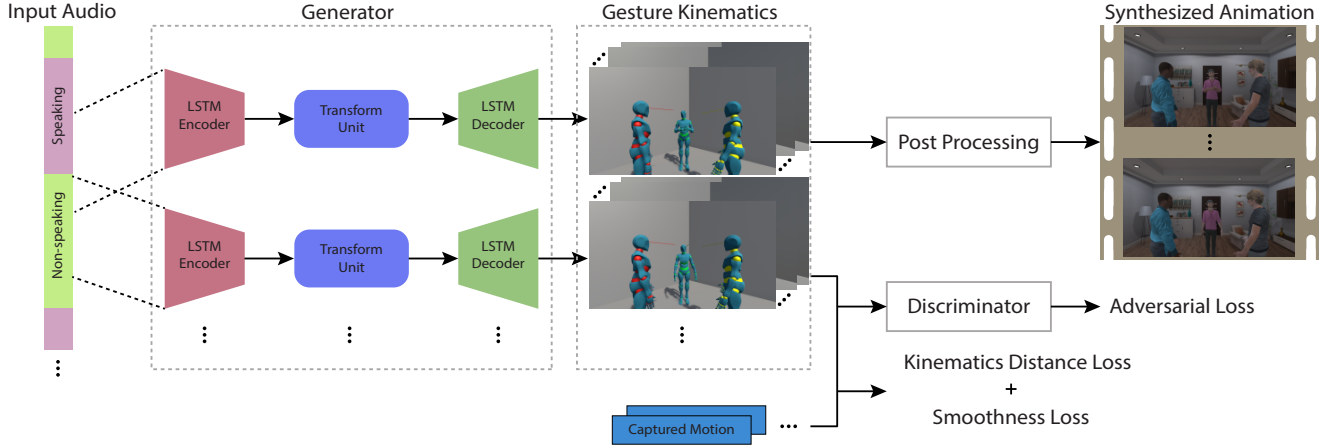 Input Audio
Generator
Gesture Kinematics
Synthesized Animation
Speaking
Non-speaking
LSTM
Encoder
Transform
Unit
LSTM
Decoder
Post Processing
LSTM
Encoder
Transform
Unit
LSTM
Decoder
Discriminator
Adversarial Loss
Kinematics Distance Loss
+
Smoothness Loss
Captured Motion